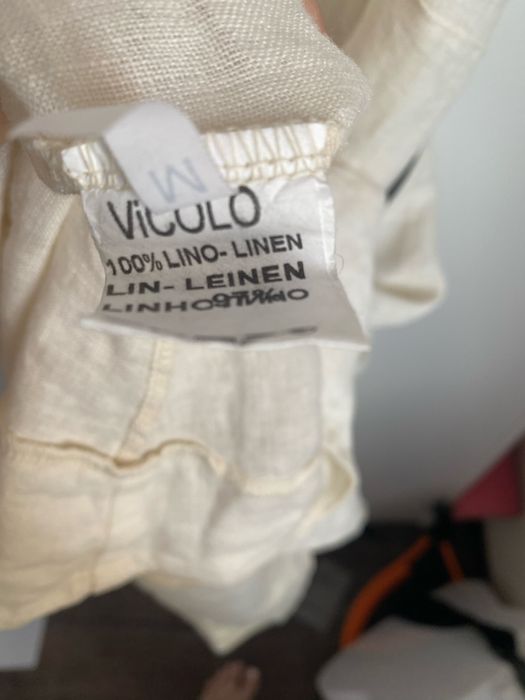 M
ViCOLO
100% LINO- LINEN
LIN- LEINEN